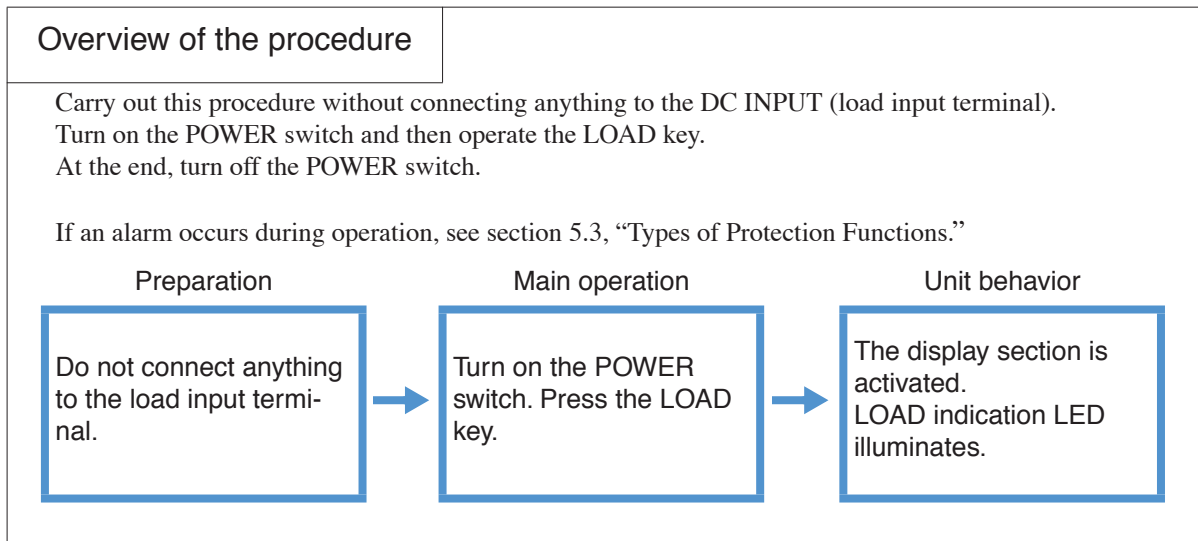 Overview of the procedure
Carry out this procedure without connecting anything to the DC INPUT (load input terminal).
Turn on the POWER switch and then operate the LOAD key.
At the end, turn off the POWER switch.
If an alarm occurs during operation, see section 5.3, “Types of Protection Functions.”
Preparation
Do not connect anything
to the load input termi-
nal.
Main operation
Turn on the POWER
switch. Press the LOAD
key.
Unit behavior
The display section is
activated.
LOAD indication LED
illuminates.